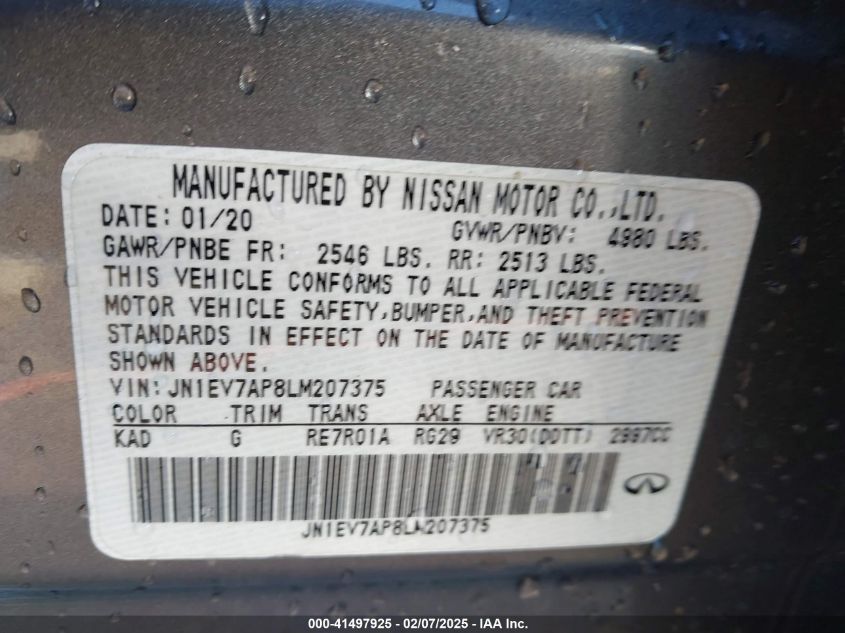 MANUFACTURED BY NISSAN MOTOR CO.,LTD.
DATE: 01/20 GVWR/PNBV: 4980 LBS.
GAWR/PNBE FR: 2546 LBS. RR: 2513 LBS.
THIS VEHICLE CONFORMS TO ALL APPLICABLE FEDERAL
MOTOR VEHICLE SAFETY,BUMPER,AND THEFT PREVENTION
STANDARDS IN EFFECT ON THE DATE OF MANUFACTURE
SHOWN ABOVE.
VIN: JN1EV7AP8LM207375 PASSENGER CAR
COLOR TRIM TRANS AXLE ENGINE
KAD G RE7R01A RG29 VR30(DDTT) 2997CC
JN1EV7AP8LM207375
000-41497925 - 02/07/2025 - IAA Inc.